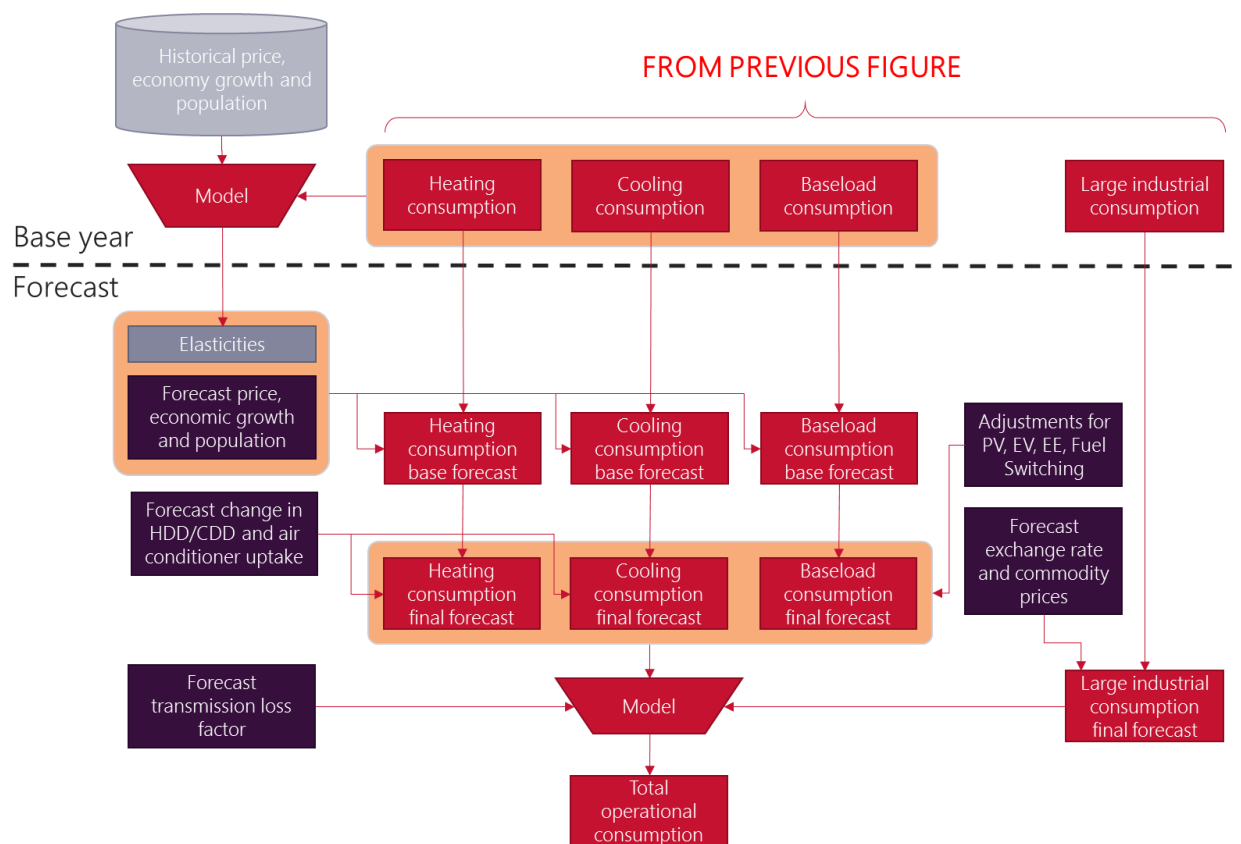 Historical price,
economy growth and
population
FROM PREVIOUS FIGURE
Model
Heating
consumption
Cooling
consumption
Baseload
consumption
Large industrial
consumption
Base year
Forecast
Elasticities
Forecast price,
economic growth
and population
Heating
consumption
base forecast
Cooling
consumption
base forecast
Baseload
consumption
base forecast
Adjustments for
PV, EV, EE, Fuel
Switching
Forecast change in
HDD/CDD and air
conditioner uptake
Forecast
exchange rate
and commodity
prices
Heating
consumption
final forecast
Cooling
consumption
final forecast
Baseload
consumption
final forecast
Forecast
transmission loss
factor
Model
Large industrial
consumption
final forecast
Total
operational
consumption